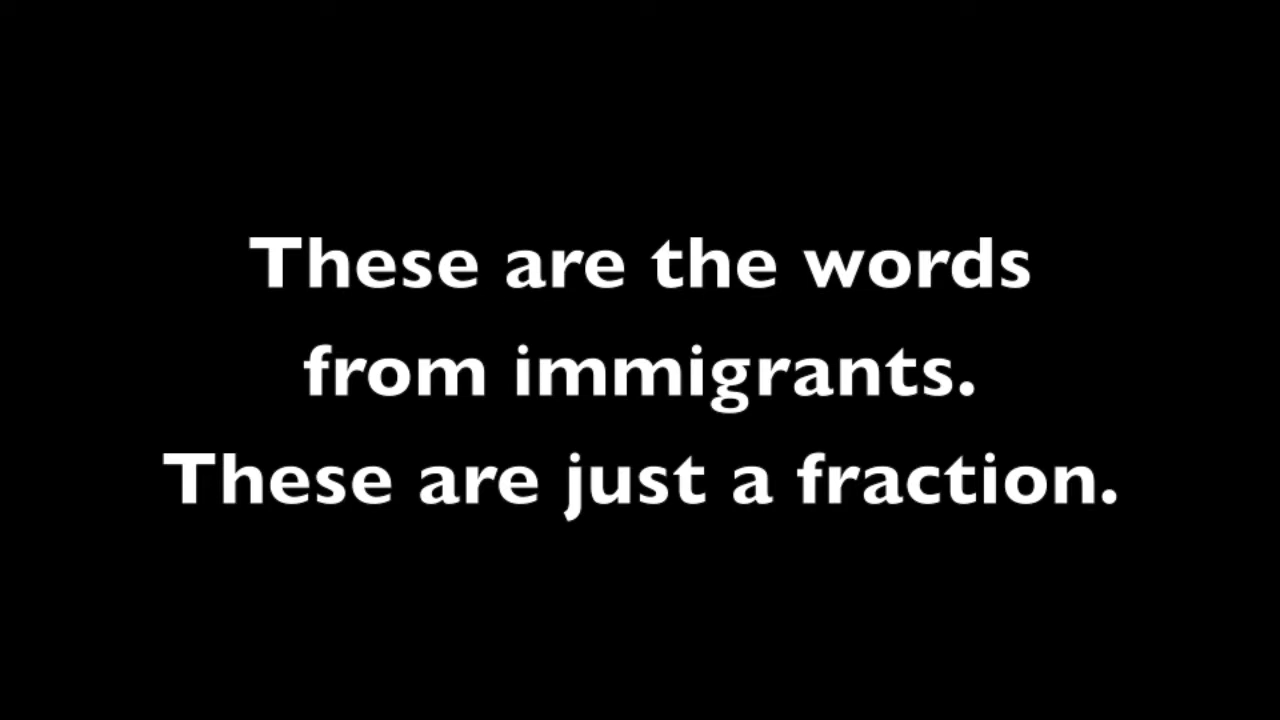 These are the words
from immigrants.
These are just a fraction.